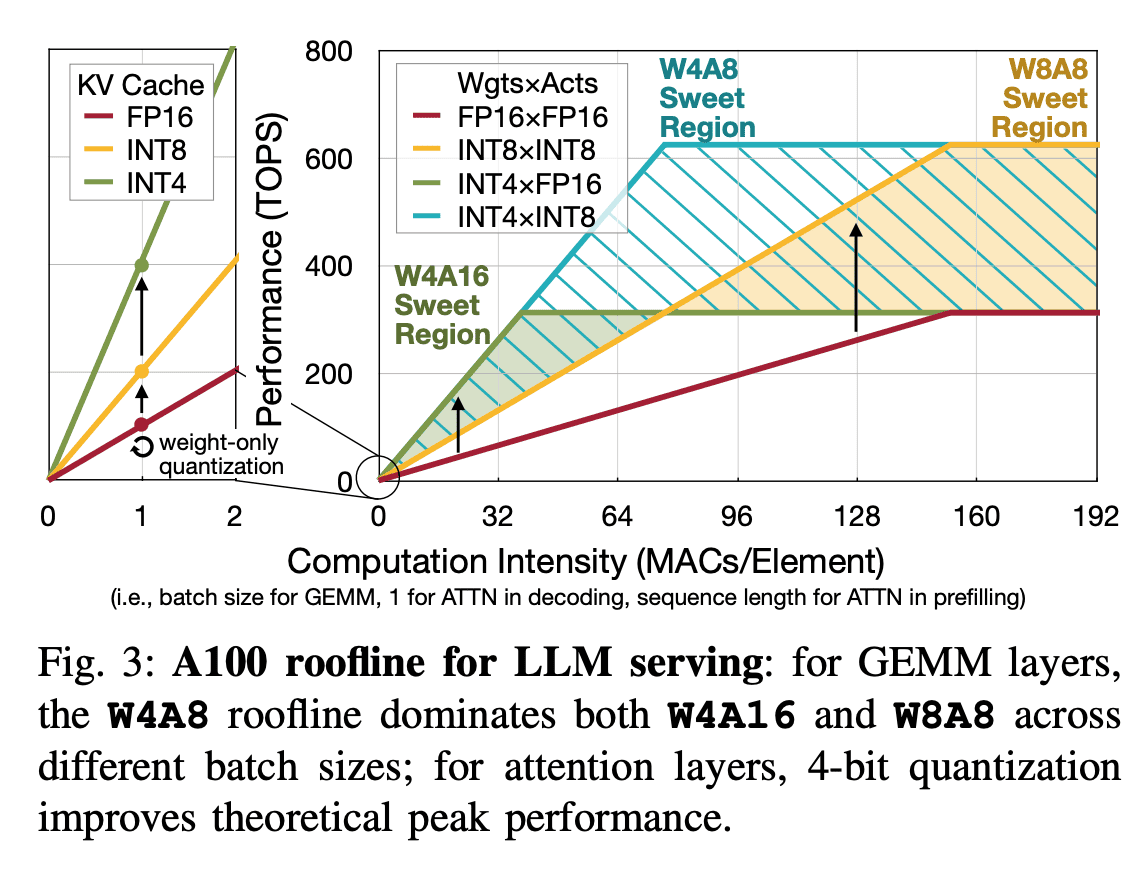 KV Cache
FP16
INT8
INT4
weight-only
quantization
0
1
2
Performance (TOPS)
800
600
400
200
0
Wgts×Acts
FP16×FP16
INT8×INT8
INT4×FP16
INT4×INT8
W4A8
Sweet
Region
W8A8
Sweet
Region
W4A16
Sweet
Region
0
32
64
96
128
160
192
Computation Intensity (MACs/Element)
(i.e., batch size for GEMM, 1 for ATTN in decoding, sequence length for ATTN in prefilling)
Fig. 3: A100 roofline for LLM serving: for GEMM layers,
the W4A8 roofline dominates both W4A16 and W8A8 across
different batch sizes; for attention layers, 4-bit quantization
improves theoretical peak performance.